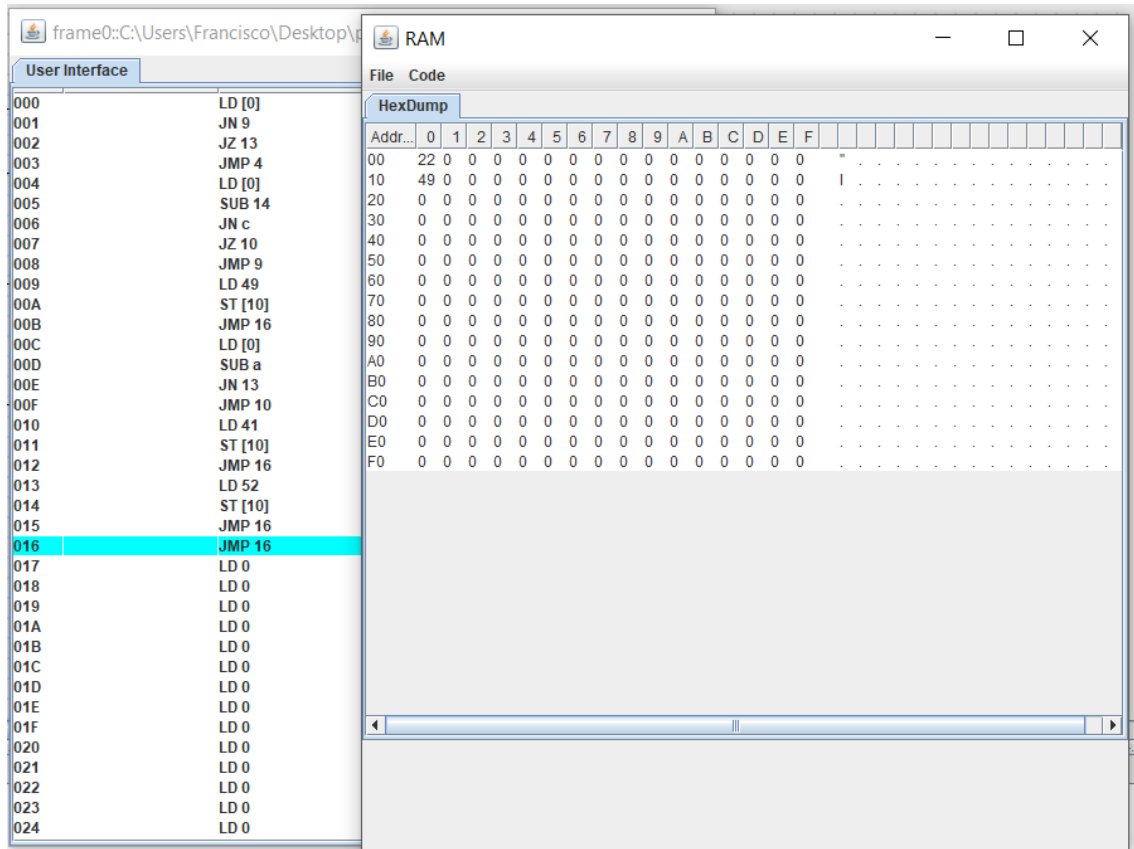 frame0::C:\Users\Francisco\Desktop\
User Interface
000 LD [0]
001 JN 9
002 JZ 13
003 JMP 4
004 LD [0]
005 SUB 14
006 JN c
007 JZ 10
008 JMP 9
009 LD 49
00A ST [10]
00B JMP 16
00C LD [0]
00D SUB a
00E JN 13
00F JMP 10
010 LD 41
011 ST [10]
012 JMP 16
013 LD 52
014 ST [10]
015 JMP 16
016 JMP 16
017 LD 0
018 LD 0
019 LD 0
01A LD 0
01B LD 0
01C LD 0
01D LD 0
01E LD 0
01F LD 0
020 LD 0
021 LD 0
022 LD 0
023 LD 0
024 LD 0
RAM
File Code
HexDump
Addr... 0 1 2 3 4 5 6 7 8 9 A B C D E F
00 22 0 0 0 0 0 0 0 0 0 0 0 0 0 0 0 " . . . . . . . . . . . . . . .
10 49 0 0 0 0 0 0 0 0 0 0 0 0 0 0 0 I . . . . . . . . . . . . . . .
20 0 0 0 0 0 0 0 0 0 0 0 0 0 0 0 0 . . . . . . . . . . . . . . . .
30 0 0 0 0 0 0 0 0 0 0 0 0 0 0 0 0 . . . . . . . . . . . . . . . .
40 0 0 0 0 0 0 0 0 0 0 0 0 0 0 0 0 . . . . . . . . . . . . . . . .
50 0 0 0 0 0 0 0 0 0 0 0 0 0 0 0 0 . . . . . . . . . . . . . . . .
60 0 0 0 0 0 0 0 0 0 0 0 0 0 0 0 0 . . . . . . . . . . . . . . . .
70 0 0 0 0 0 0 0 0 0 0 0 0 0 0 0 0 . . . . . . . . . . . . . . . .
80 0 0 0 0 0 0 0 0 0 0 0 0 0 0 0 0 . . . . . . . . . . . . . . . .
90 0 0 0 0 0 0 0 0 0 0 0 0 0 0 0 0 . . . . . . . . . . . . . . . .
A0 0 0 0 0 0 0 0 0 0 0 0 0 0 0 0 0 . . . . . . . . . . . . . . . .
B0 0 0 0 0 0 0 0 0 0 0 0 0 0 0 0 0 . . . . . . . . . . . . . . . .
C0 0 0 0 0 0 0 0 0 0 0 0 0 0 0 0 0 . . . . . . . . . . . . . . . .
D0 0 0 0 0 0 0 0 0 0 0 0 0 0 0 0 0 . . . . . . . . . . . . . . . .
E0 0 0 0 0 0 0 0 0 0 0 0 0 0 0 0 0 . . . . . . . . . . . . . . . .
F0 0 0 0 0 0 0 0 0 0 0 0 0 0 0 0 0 . . . . . . . . . . . . . . . .